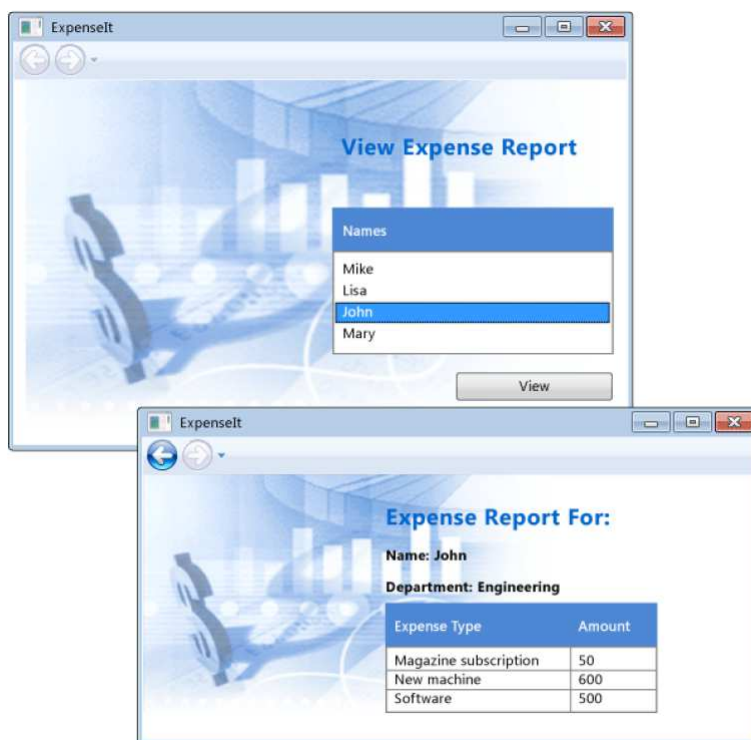 ExpenseIt
View Expense Report
Names
Mike
Lisa
John
Mary
View
ExpenseIt
Expense Report For:
Name: John
Department: Engineering
Expense Type Amount
Magazine subscription 50
New machine 600
Software 500